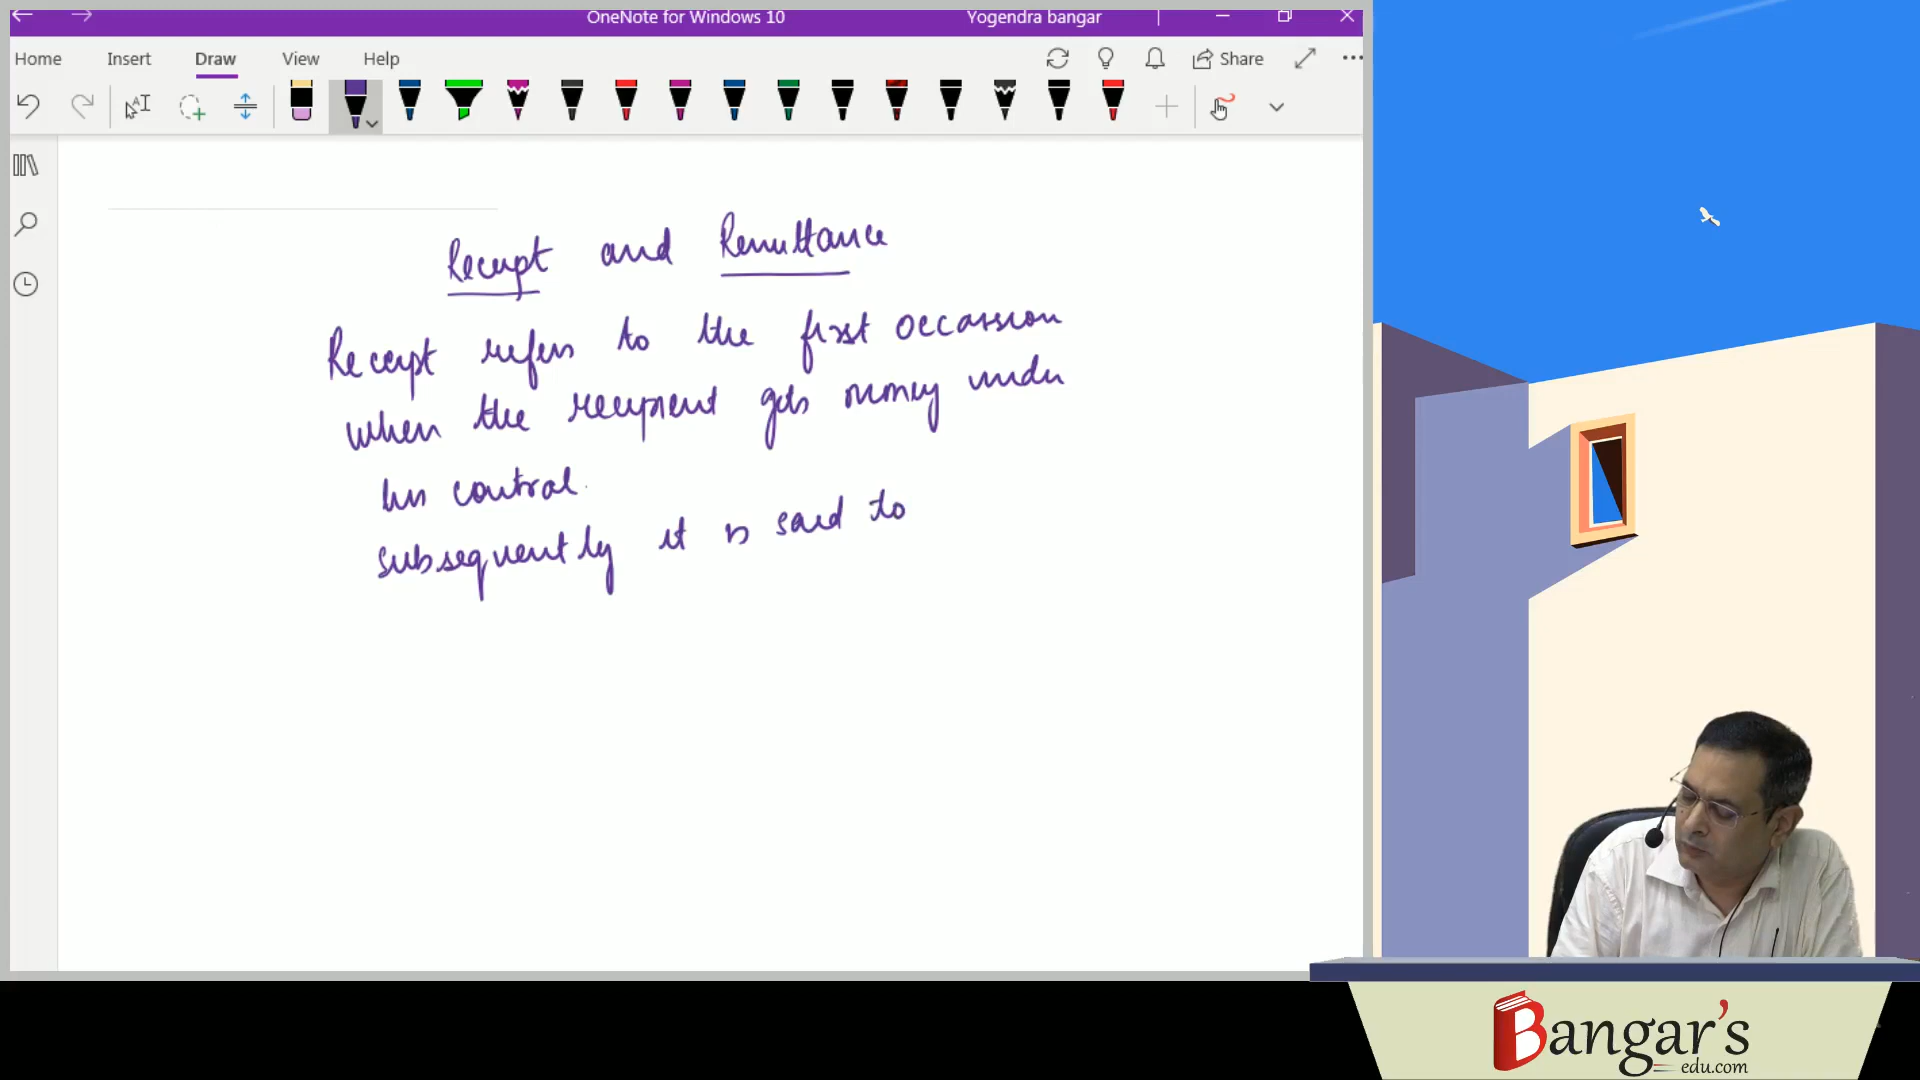 OneNote for Windows 10
Yogendra bangar
Home Insert Draw View Help
Share
Receipt and Remittance
Receipt refers to the first occassion
when the recipient gets money under
his control.
subsequently it is said to
Bangar's
edu.com